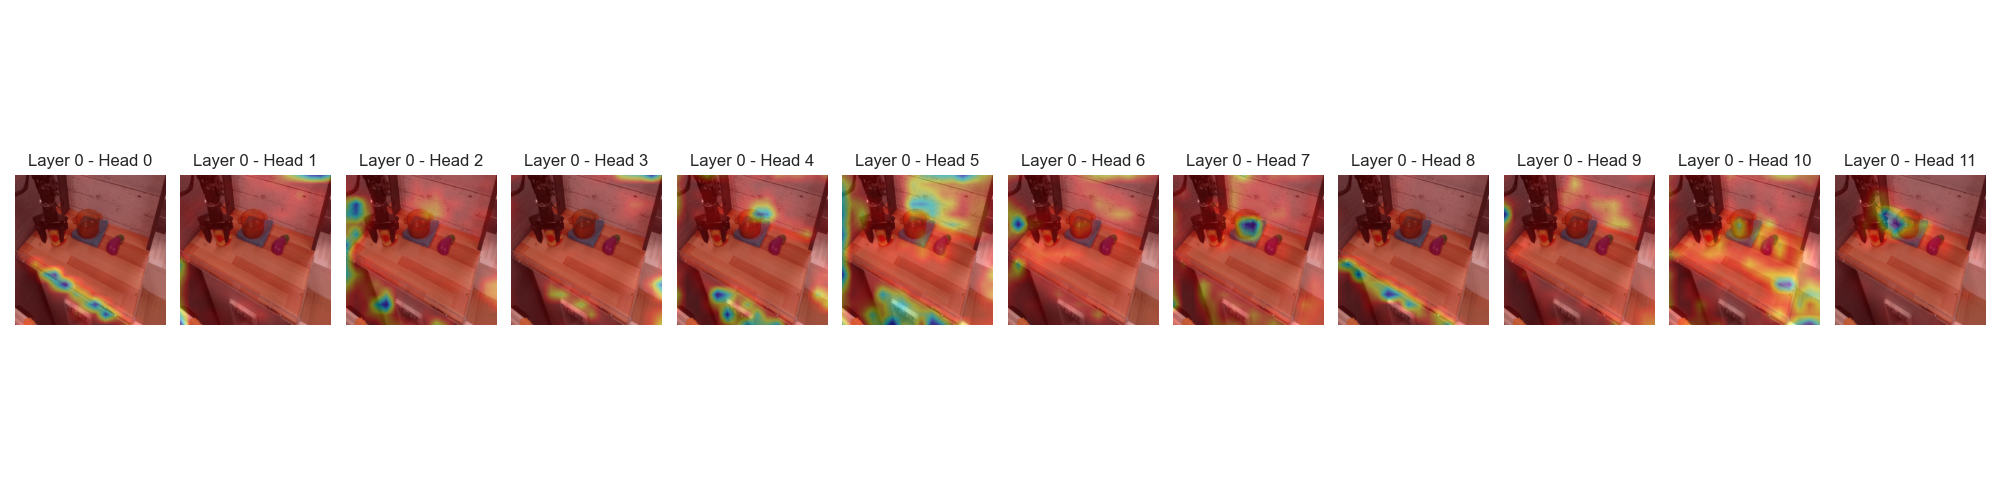 Layer 0 - Head 0
Layer 0 - Head 1
Layer 0 - Head 2
Layer 0 - Head 3
Layer 0 - Head 4
Layer 0 - Head 5
Layer 0 - Head 6
Layer 0 - Head 7
Layer 0 - Head 8
Layer 0 - Head 9
Layer 0 - Head 10
Layer 0 - Head 11